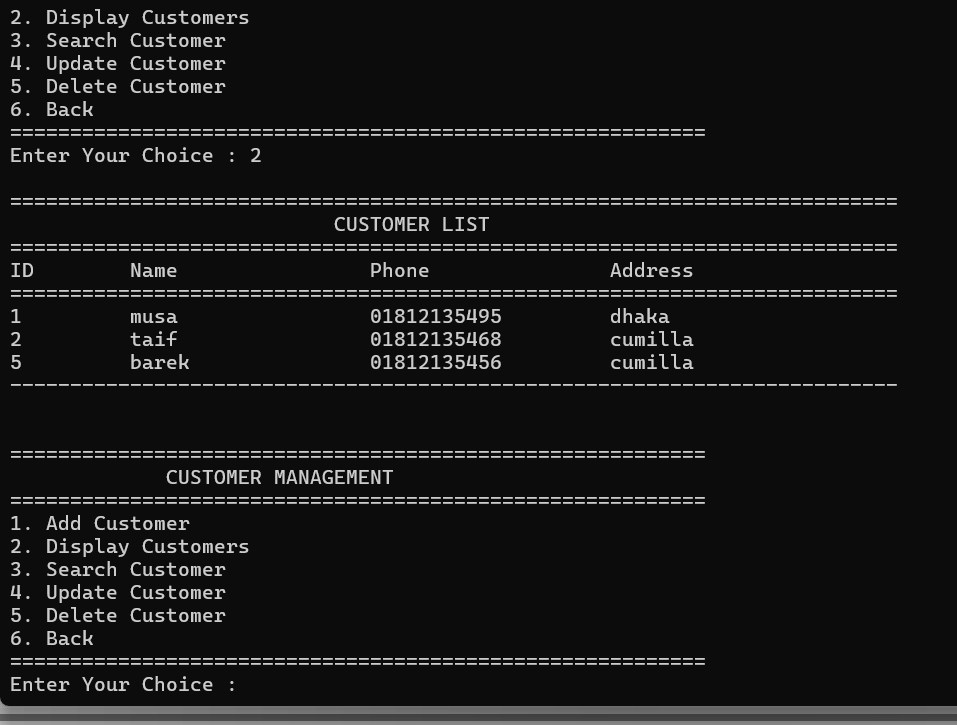 2. Display Customers
3. Search Customer
4. Update Customer
5. Delete Customer
6. Back
==========================================================
Enter Your Choice : 2
==========================================================================
CUSTOMER LIST
==========================================================================
ID Name Phone Address
==========================================================================
1 musa 01812135495 dhaka
2 taif 01812135468 cumilla
5 barek 01812135456 cumilla
--------------------------------------------------------------------------
==========================================================
CUSTOMER MANAGEMENT
==========================================================
1. Add Customer
2. Display Customers
3. Search Customer
4. Update Customer
5. Delete Customer
6. Back
==========================================================
Enter Your Choice :